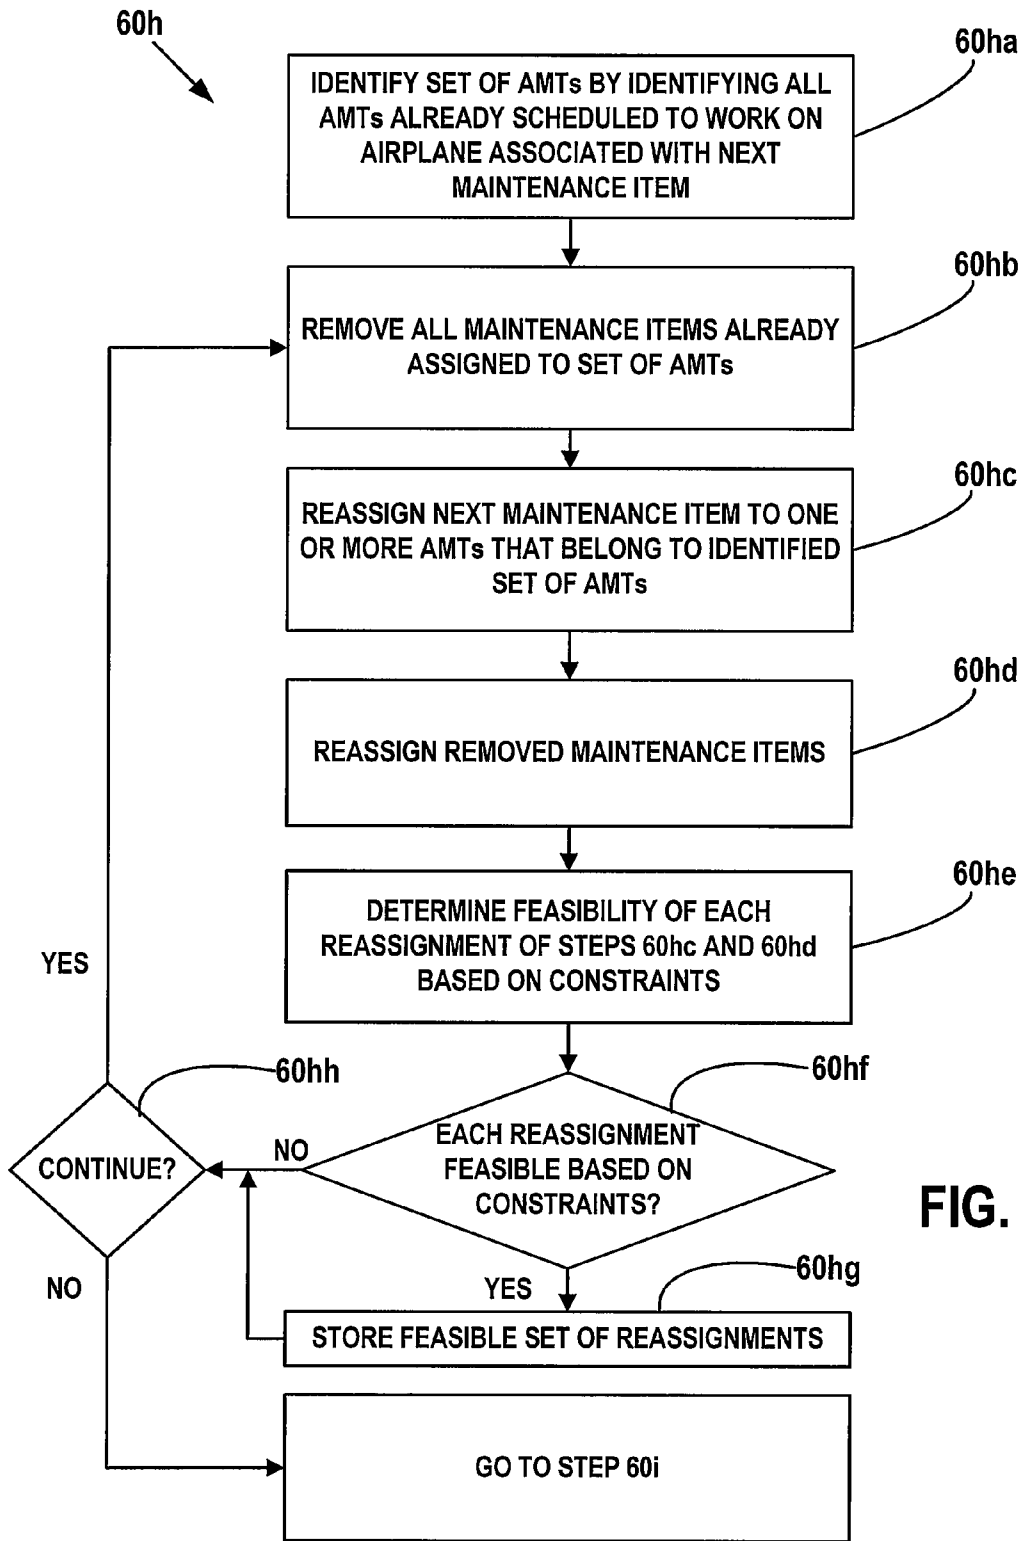 60h
60ha
IDENTIFY SET OF AMTs BY IDENTIFYING ALL
AMTs ALREADY SCHEDULED TO WORK ON
AIRPLANE ASSOCIATED WITH NEXT
MAINTENANCE ITEM
60hb
REMOVE ALL MAINTENANCE ITEMS ALREADY
ASSIGNED TO SET OF AMTs
60hc
REASSIGN NEXT MAINTENANCE ITEM TO ONE
OR MORE AMTs THAT BELONG TO IDENTIFIED
SET OF AMTs
60hd
REASSIGN REMOVED MAINTENANCE ITEMS
60he
DETERMINE FEASIBILITY OF EACH
REASSIGNMENT OF STEPS 60hc AND 60hd
BASED ON CONSTRAINTS
YES
60hh
60hf
CONTINUE?
NO
EACH REASSIGNMENT
FEASIBLE BASED ON
CONSTRAINTS?
FIG.
NO
YES
60hg
STORE FEASIBLE SET OF REASSIGNMENTS
GO TO STEP 60i